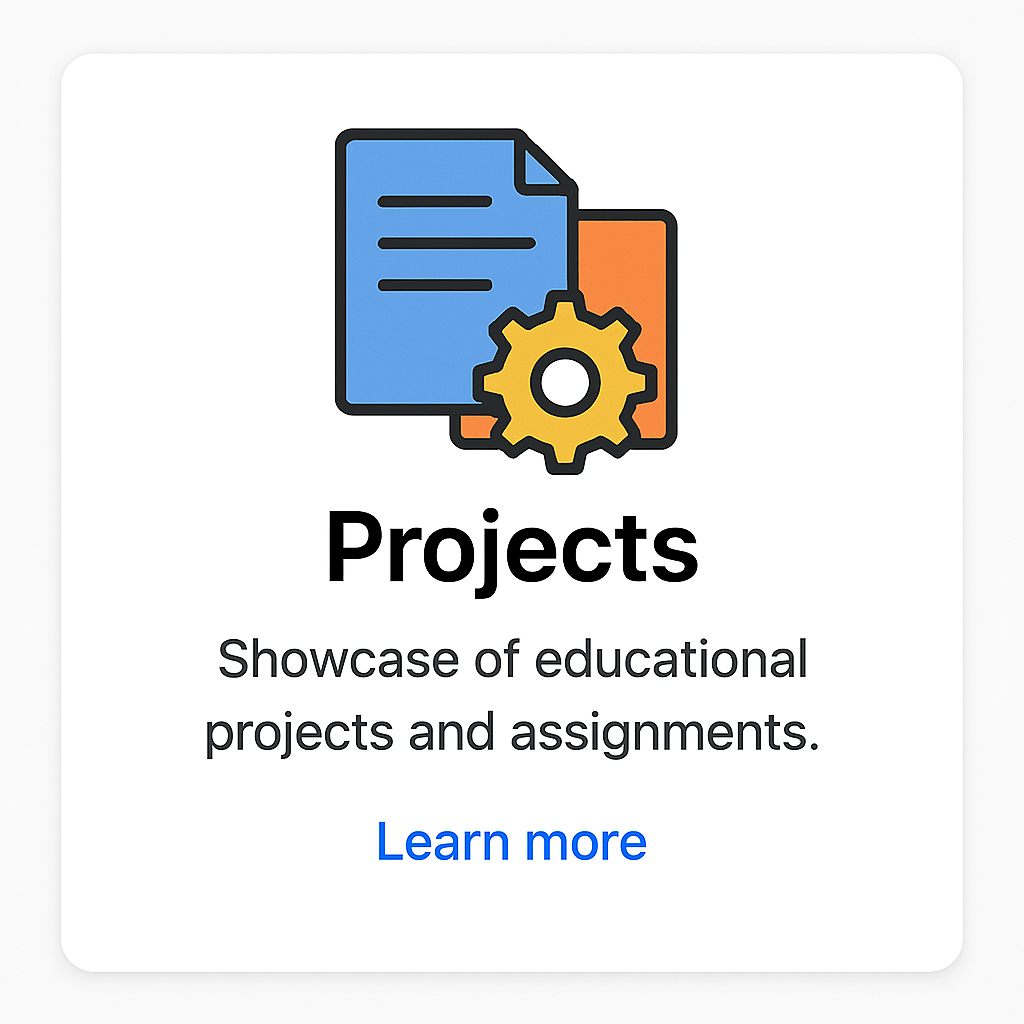 Projects
Showcase of educational
projects and assignments.
Learn more